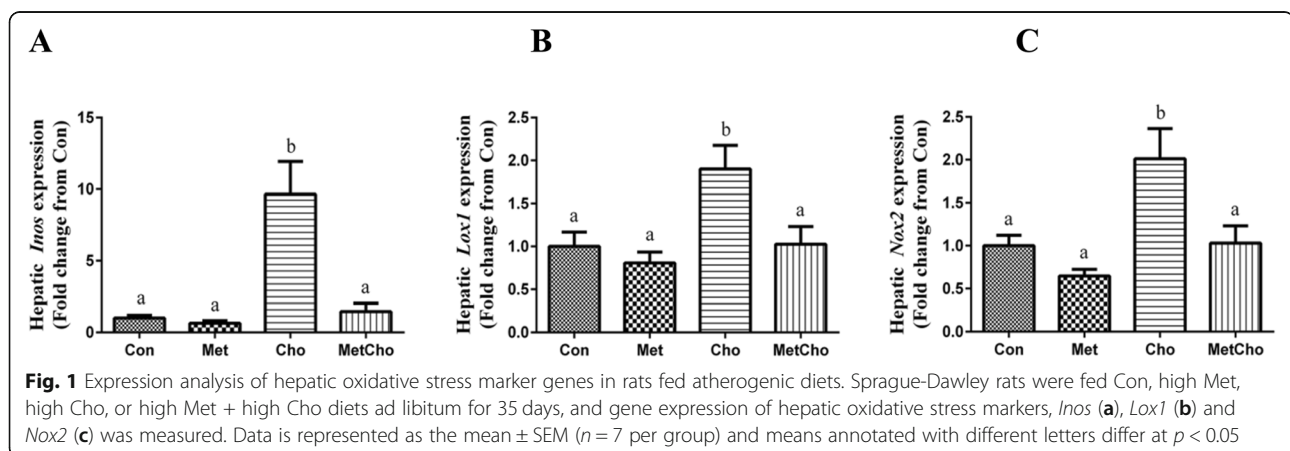 A
B
C
Hepatic Inos expression
(Fold change from Con)
15
10
5
0
a
a
b
a
Con
Met
Cho
MetCho
Hepatic Lox1 expression
(Fold change from Con)
2.5
2.0
1.5
1.0
0.5
0.0
a
a
b
a
Con
Met
Cho
MetCho
Hepatic Nox2 expression
(Fold change from Con)
2.5
2.0
1.5
1.0
0.5
0.0
a
a
b
a
Con
Met
Cho
MetCho
Fig. 1 Expression analysis of hepatic oxidative stress marker genes in rats fed atherogenic diets. Sprague-Dawley rats were fed Con, high Met,
high Cho, or high Met + high Cho diets ad libitum for 35 days, and gene expression of hepatic oxidative stress markers, Inos (a), Lox1 (b) and
Nox2 (c) was measured. Data is represented as the mean ± SEM (n = 7 per group) and means annotated with different letters differ at p < 0.05